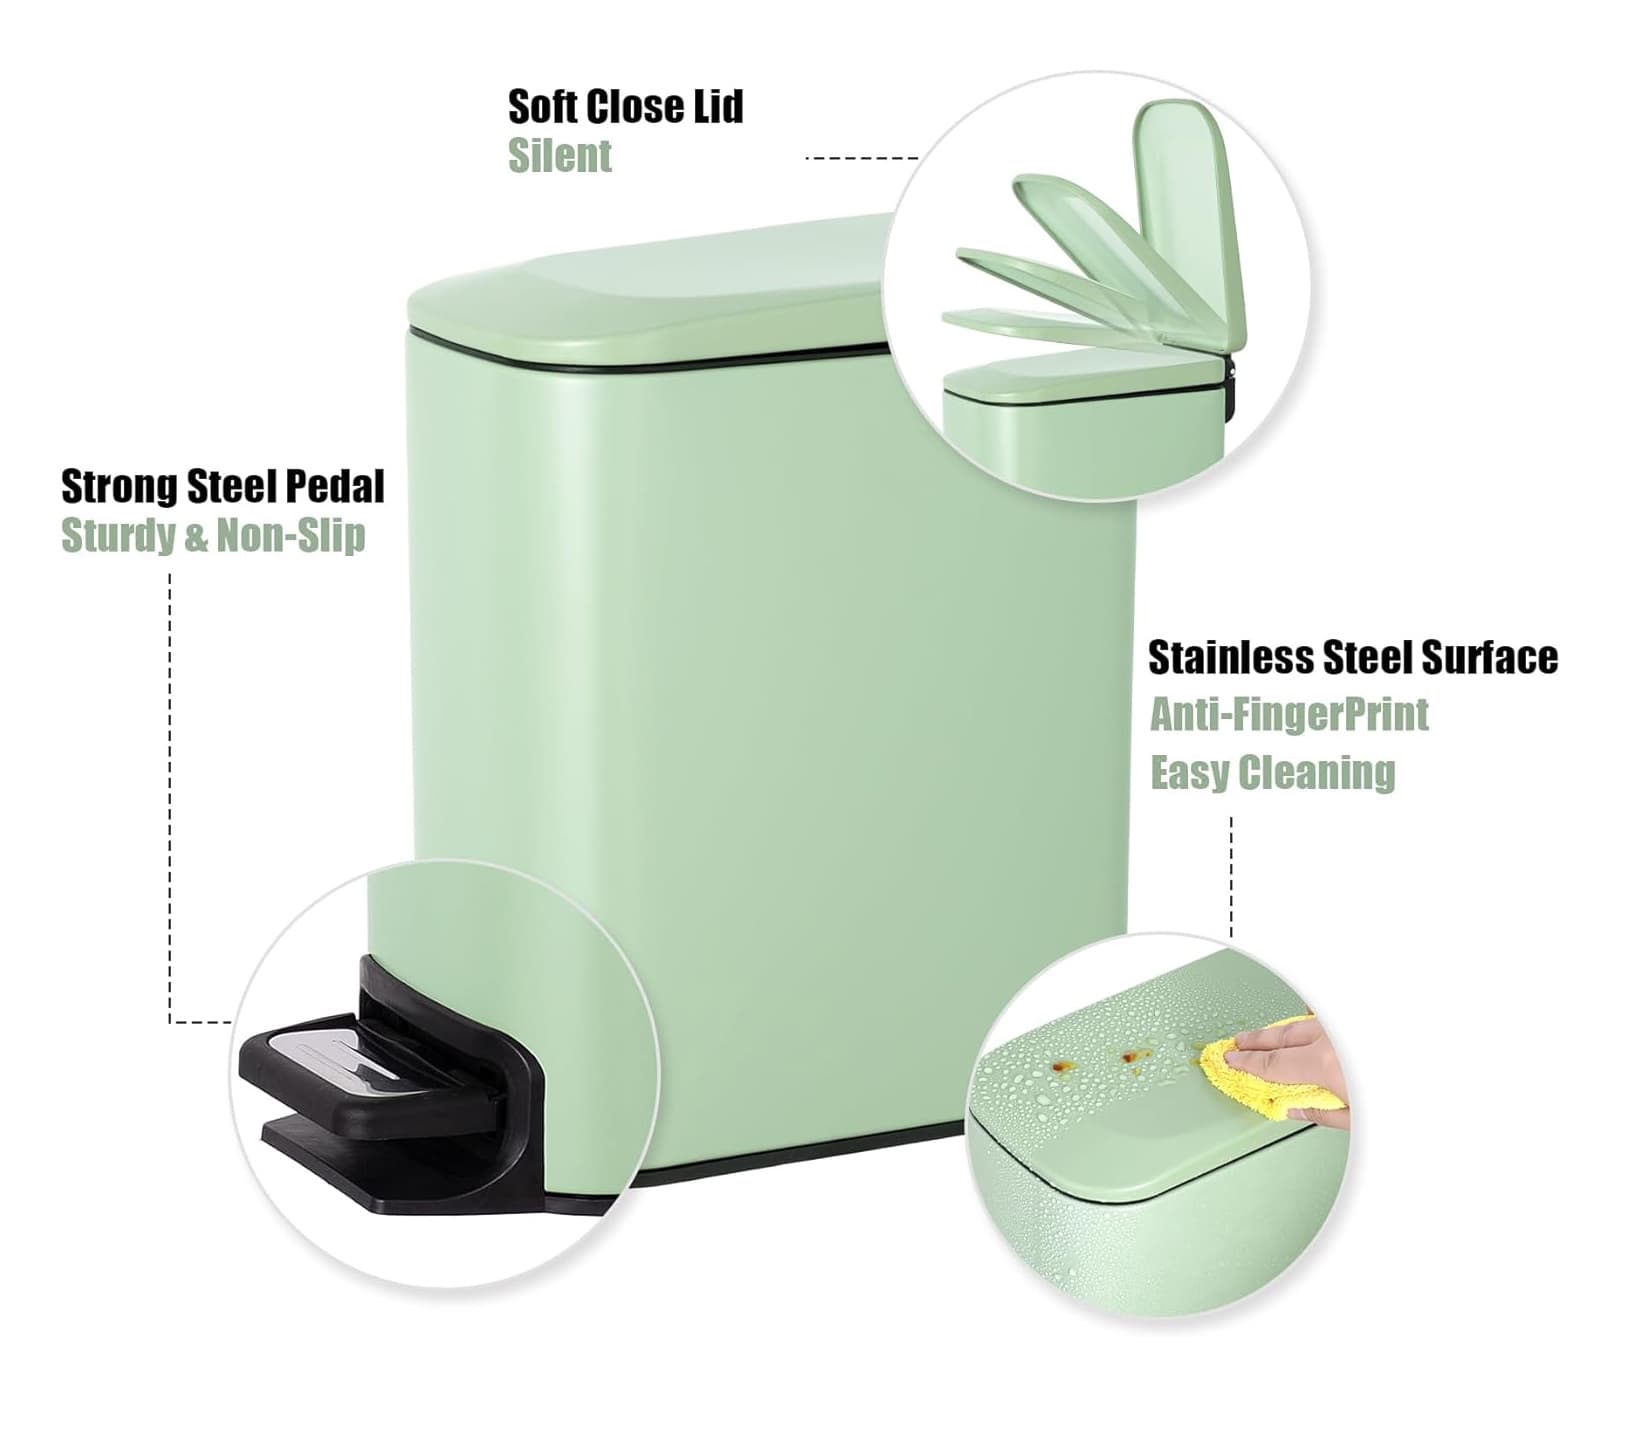 Soft Close Lid
Silent
Strong Steel Pedal
Sturdy & Non-Slip
Stainless Steel Surface
Anti-FingerPrint
Easy Cleaning